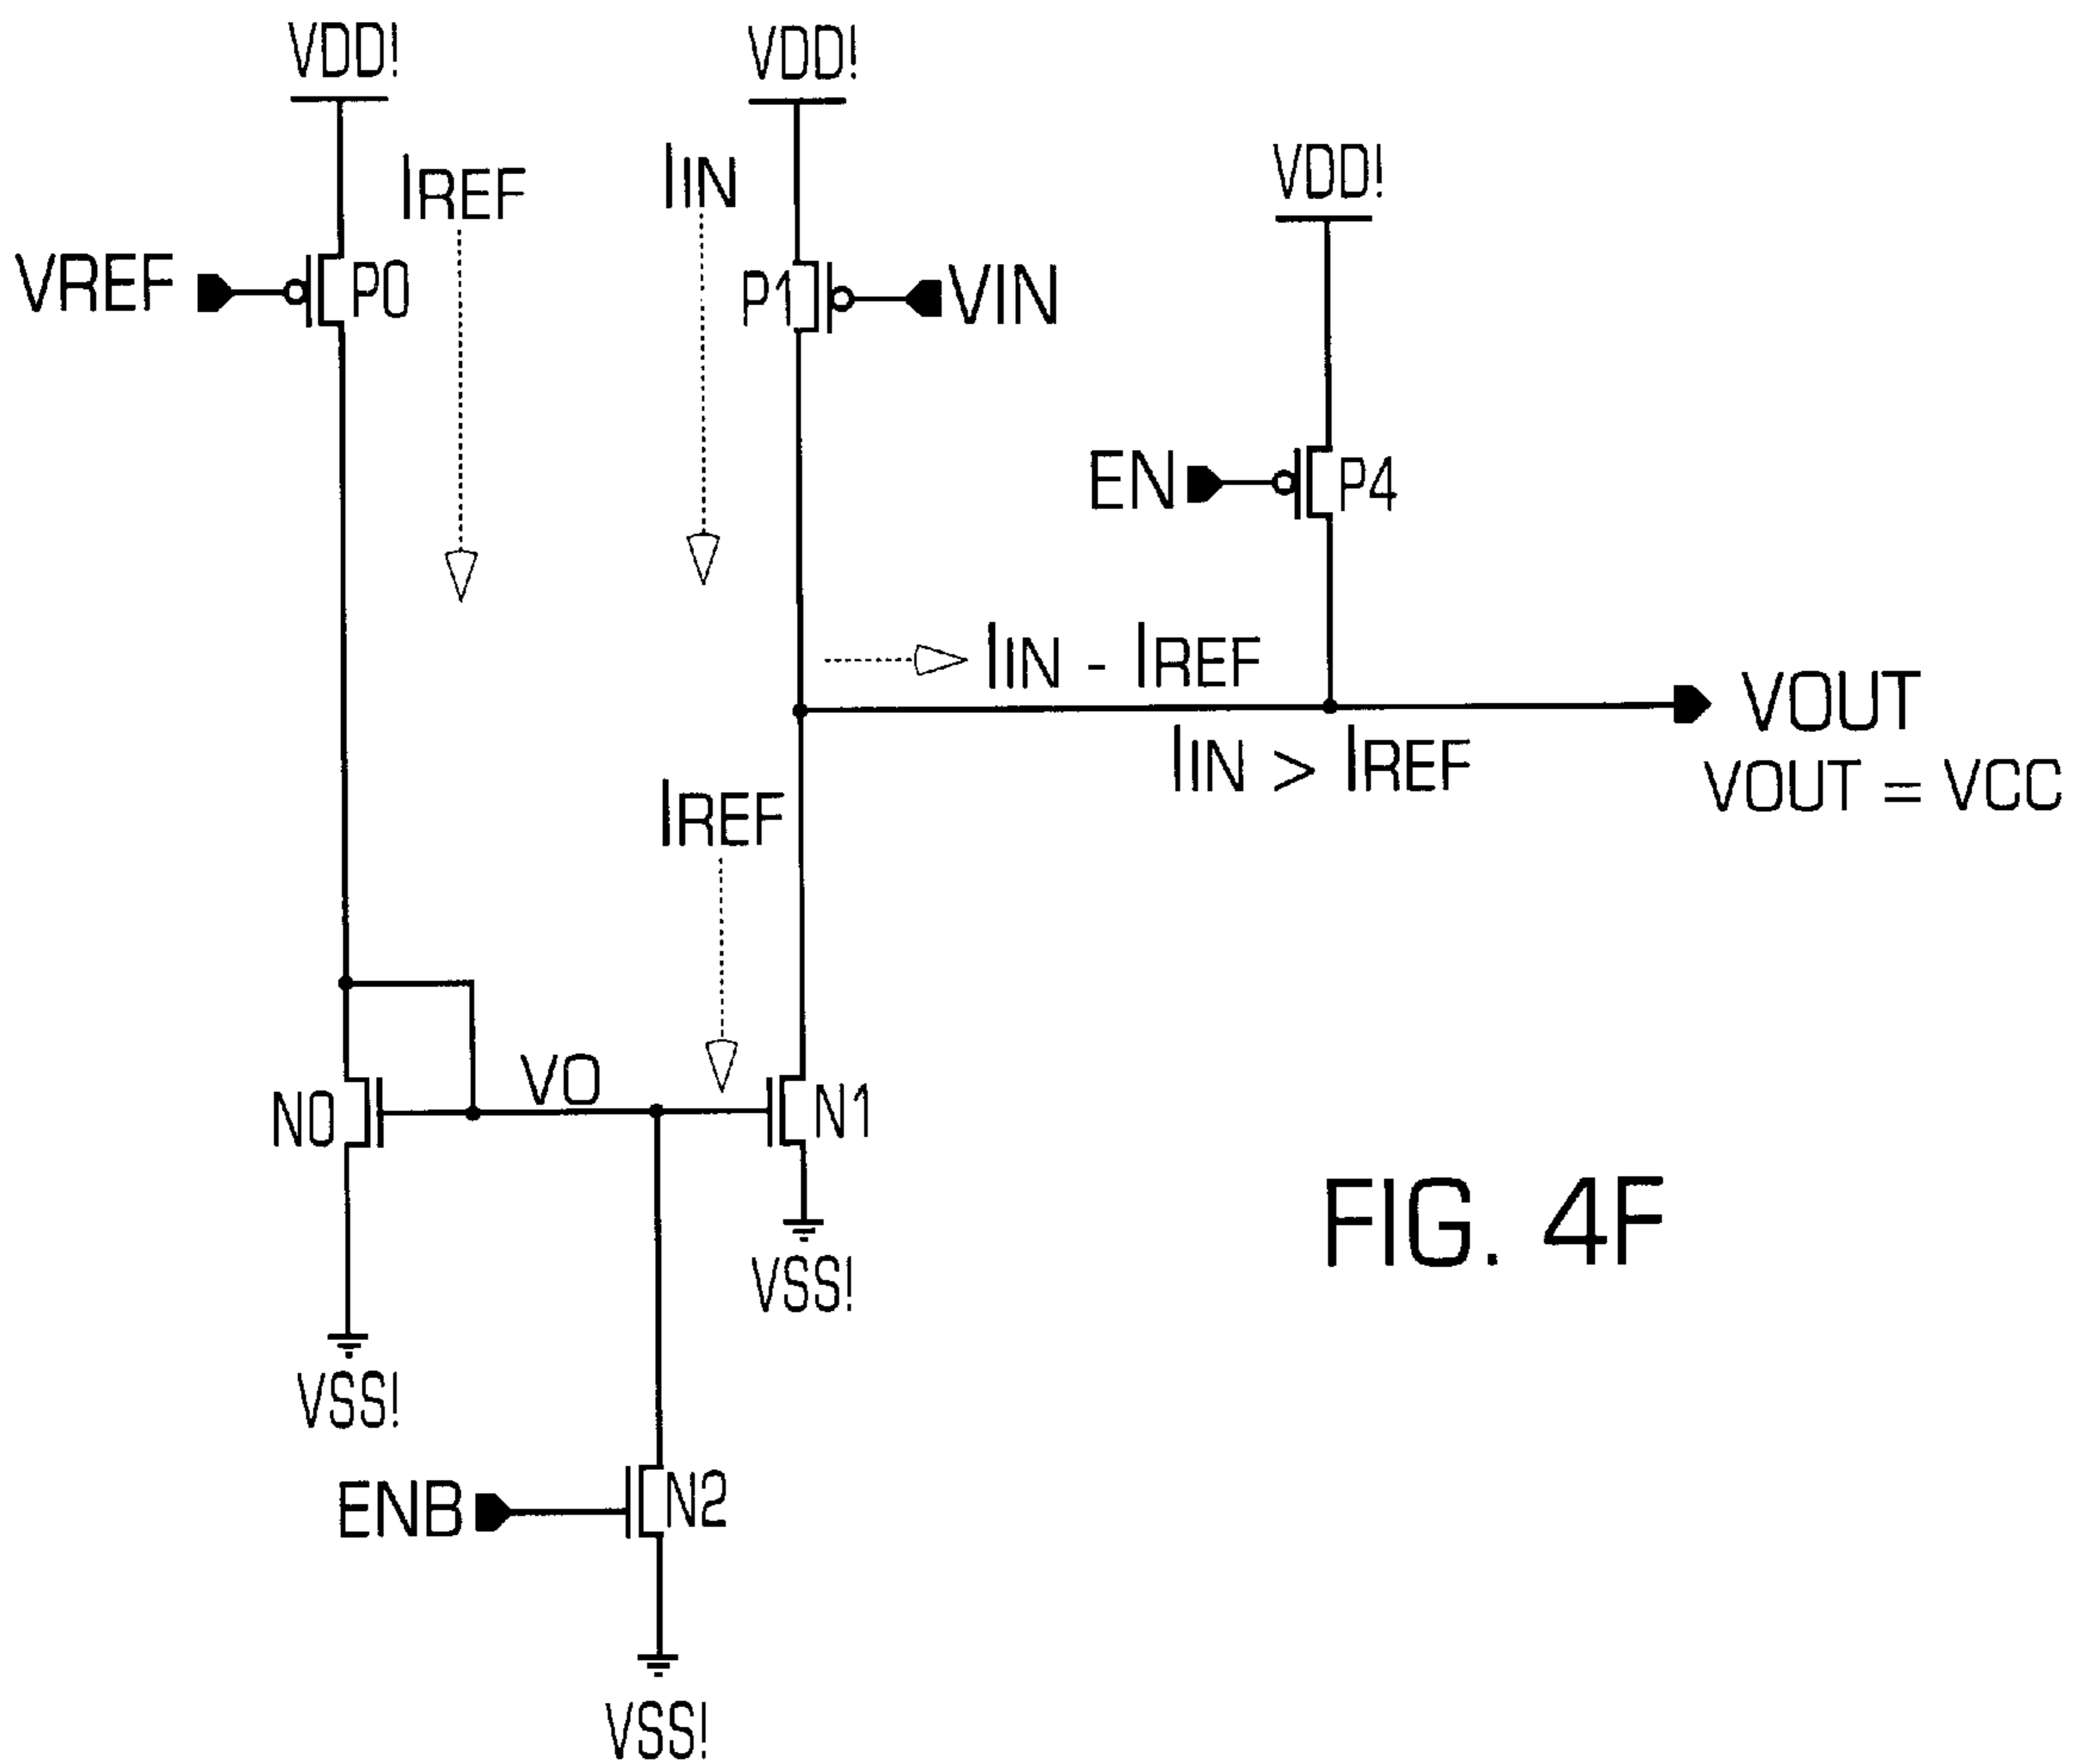 VDD!
VDD!
VDD!
IREF
IIN
VREF
P0
P1
VIN
EN
P4
IIN - IREF
VOUT
IIN > IREF
VOUT = VCC
IREF
VO
N0
N1
FIG. 4F
VSS!
VSS!
ENB
N2
VSS!